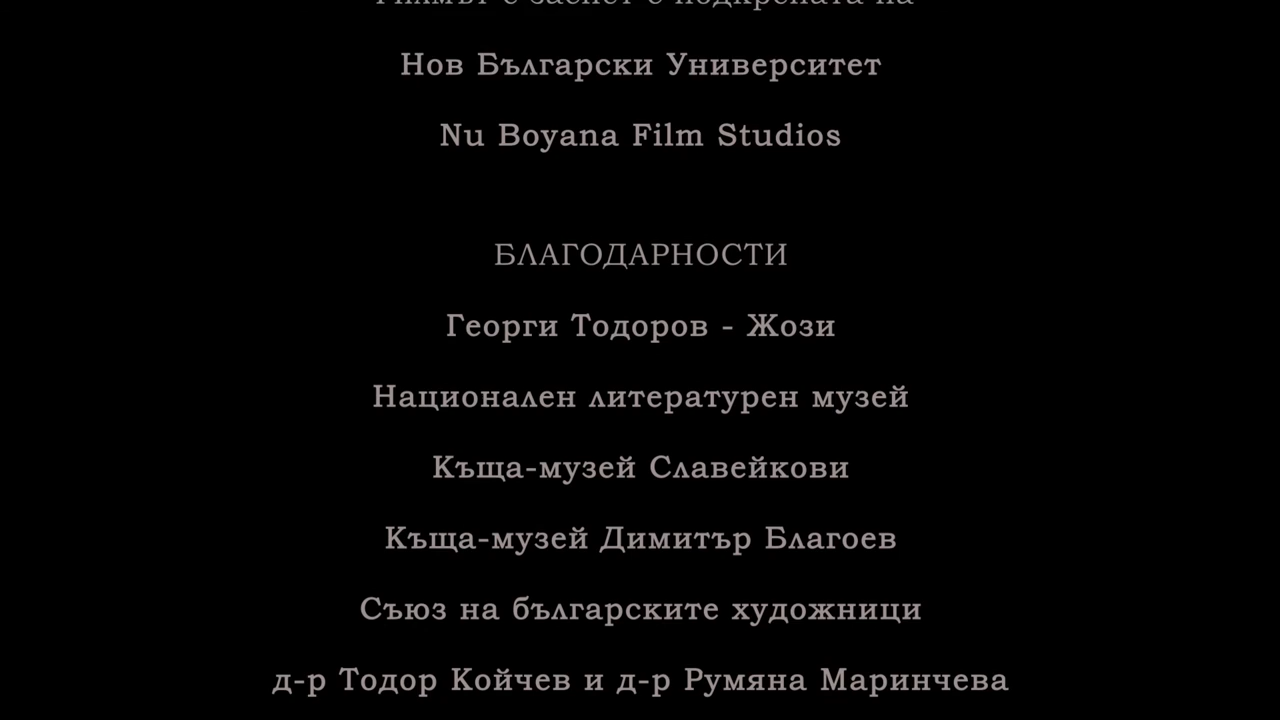 Нов Български Университет
Nu Boyana Film Studios
БЛАГОДАРНОСТИ
Георги Тодоров - Жози
Национален литературен музей
Къща-музей Славейкови
Къща-музей Димитър Благоев
Съюз на българските художници
д-р Тодор Койчев и д-р Румяна Маринчева